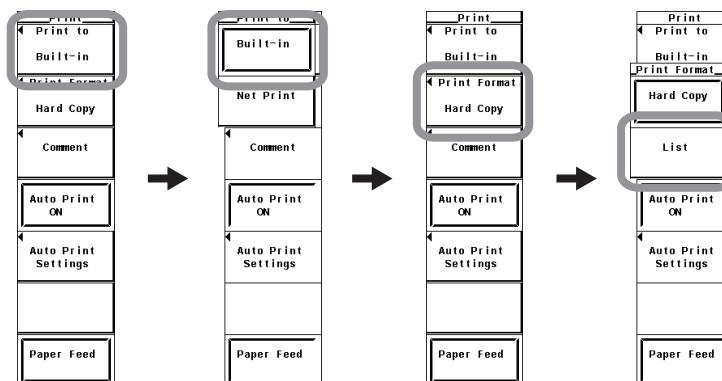 Print
Print to
Built-in
Print Format
Hard Copy
Comment
Auto Print
ON
Auto Print
Settings
Paper Feed
Print to
Built-in
Net Print
Comment
Auto Print
ON
Auto Print
Settings
Paper Feed
Print
Print to
Built-in
Print Format
Hard Copy
Comment
Auto Print
ON
Auto Print
Settings
Paper Feed
Print
Print to
Built-in
Print Format
Hard Copy
List
Auto Print
ON
Auto Print
Settings
Paper Feed